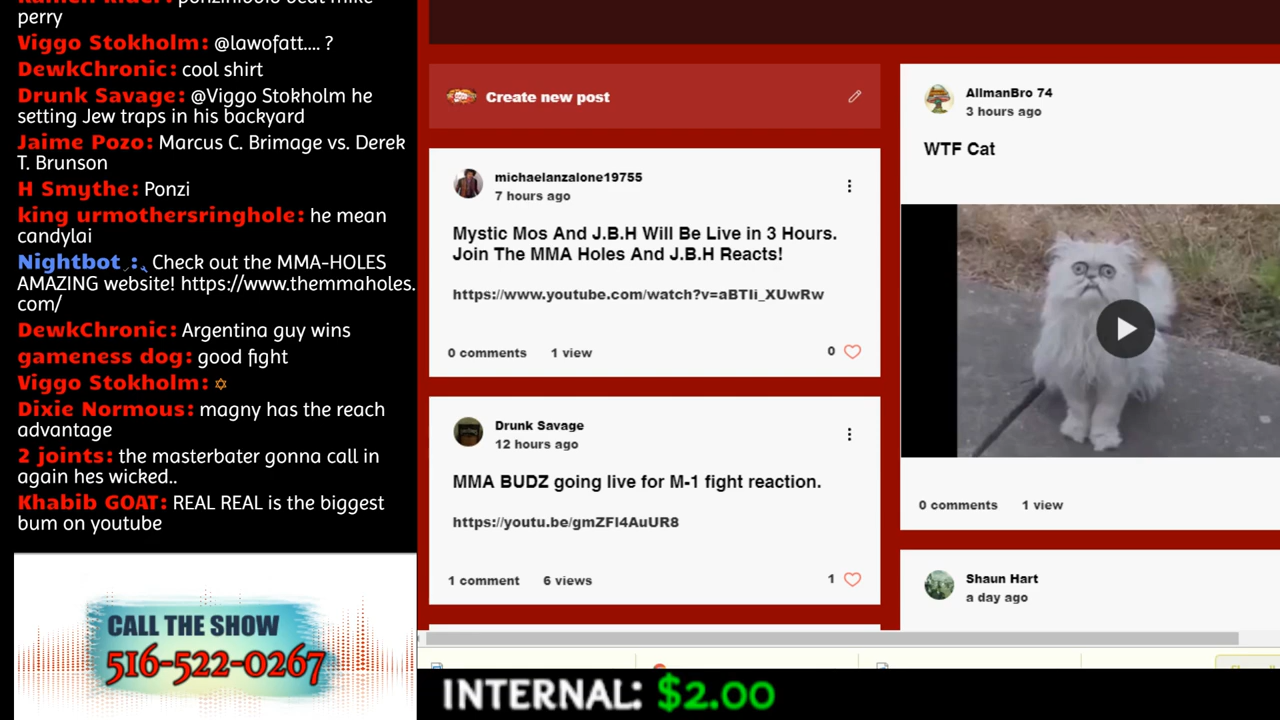 perry
Viggo Stokholm: @lawofatt.... ?
DewkChronic: cool shirt
Drunk Savage: @Viggo Stokholm he
setting Jew traps in his backyard
Jaime Pozo: Marcus C. Brimage vs. Derek
T. Brunson
H Smythe: Ponzi
king urmothersringhole: he mean
candylai
Nightbot: Check out the MMA-HOLES
AMAZING website! https://www.themmaholes.
com/
DewkChronic: Argentina guy wins
gameness dog: good fight
Viggo Stokholm: ✡
Dixie Normous: magny has the reach
advantage
2 joints: the masterbater gonna call in
again hes wicked..
Khabib GOAT: REAL REAL is the biggest
bum on youtube
CALL THE SHOW
516-522-0267
Create new post
michaelanzalone19755
7 hours ago
Mystic Mos And J.B.H Will Be Live in 3 Hours.
Join The MMA Holes And J.B.H Reacts!
https://www.youtube.com/watch?v=aBTli_XUwRw
0 comments 1 view 0
Drunk Savage
12 hours ago
MMA BUDZ going live for M-1 fight reaction.
https://youtu.be/gmZFl4AuUR8
1 comment 6 views 1
AllmanBro 74
3 hours ago
WTF Cat
0 comments 1 view
Shaun Hart
a day ago
INTERNAL: $2.00